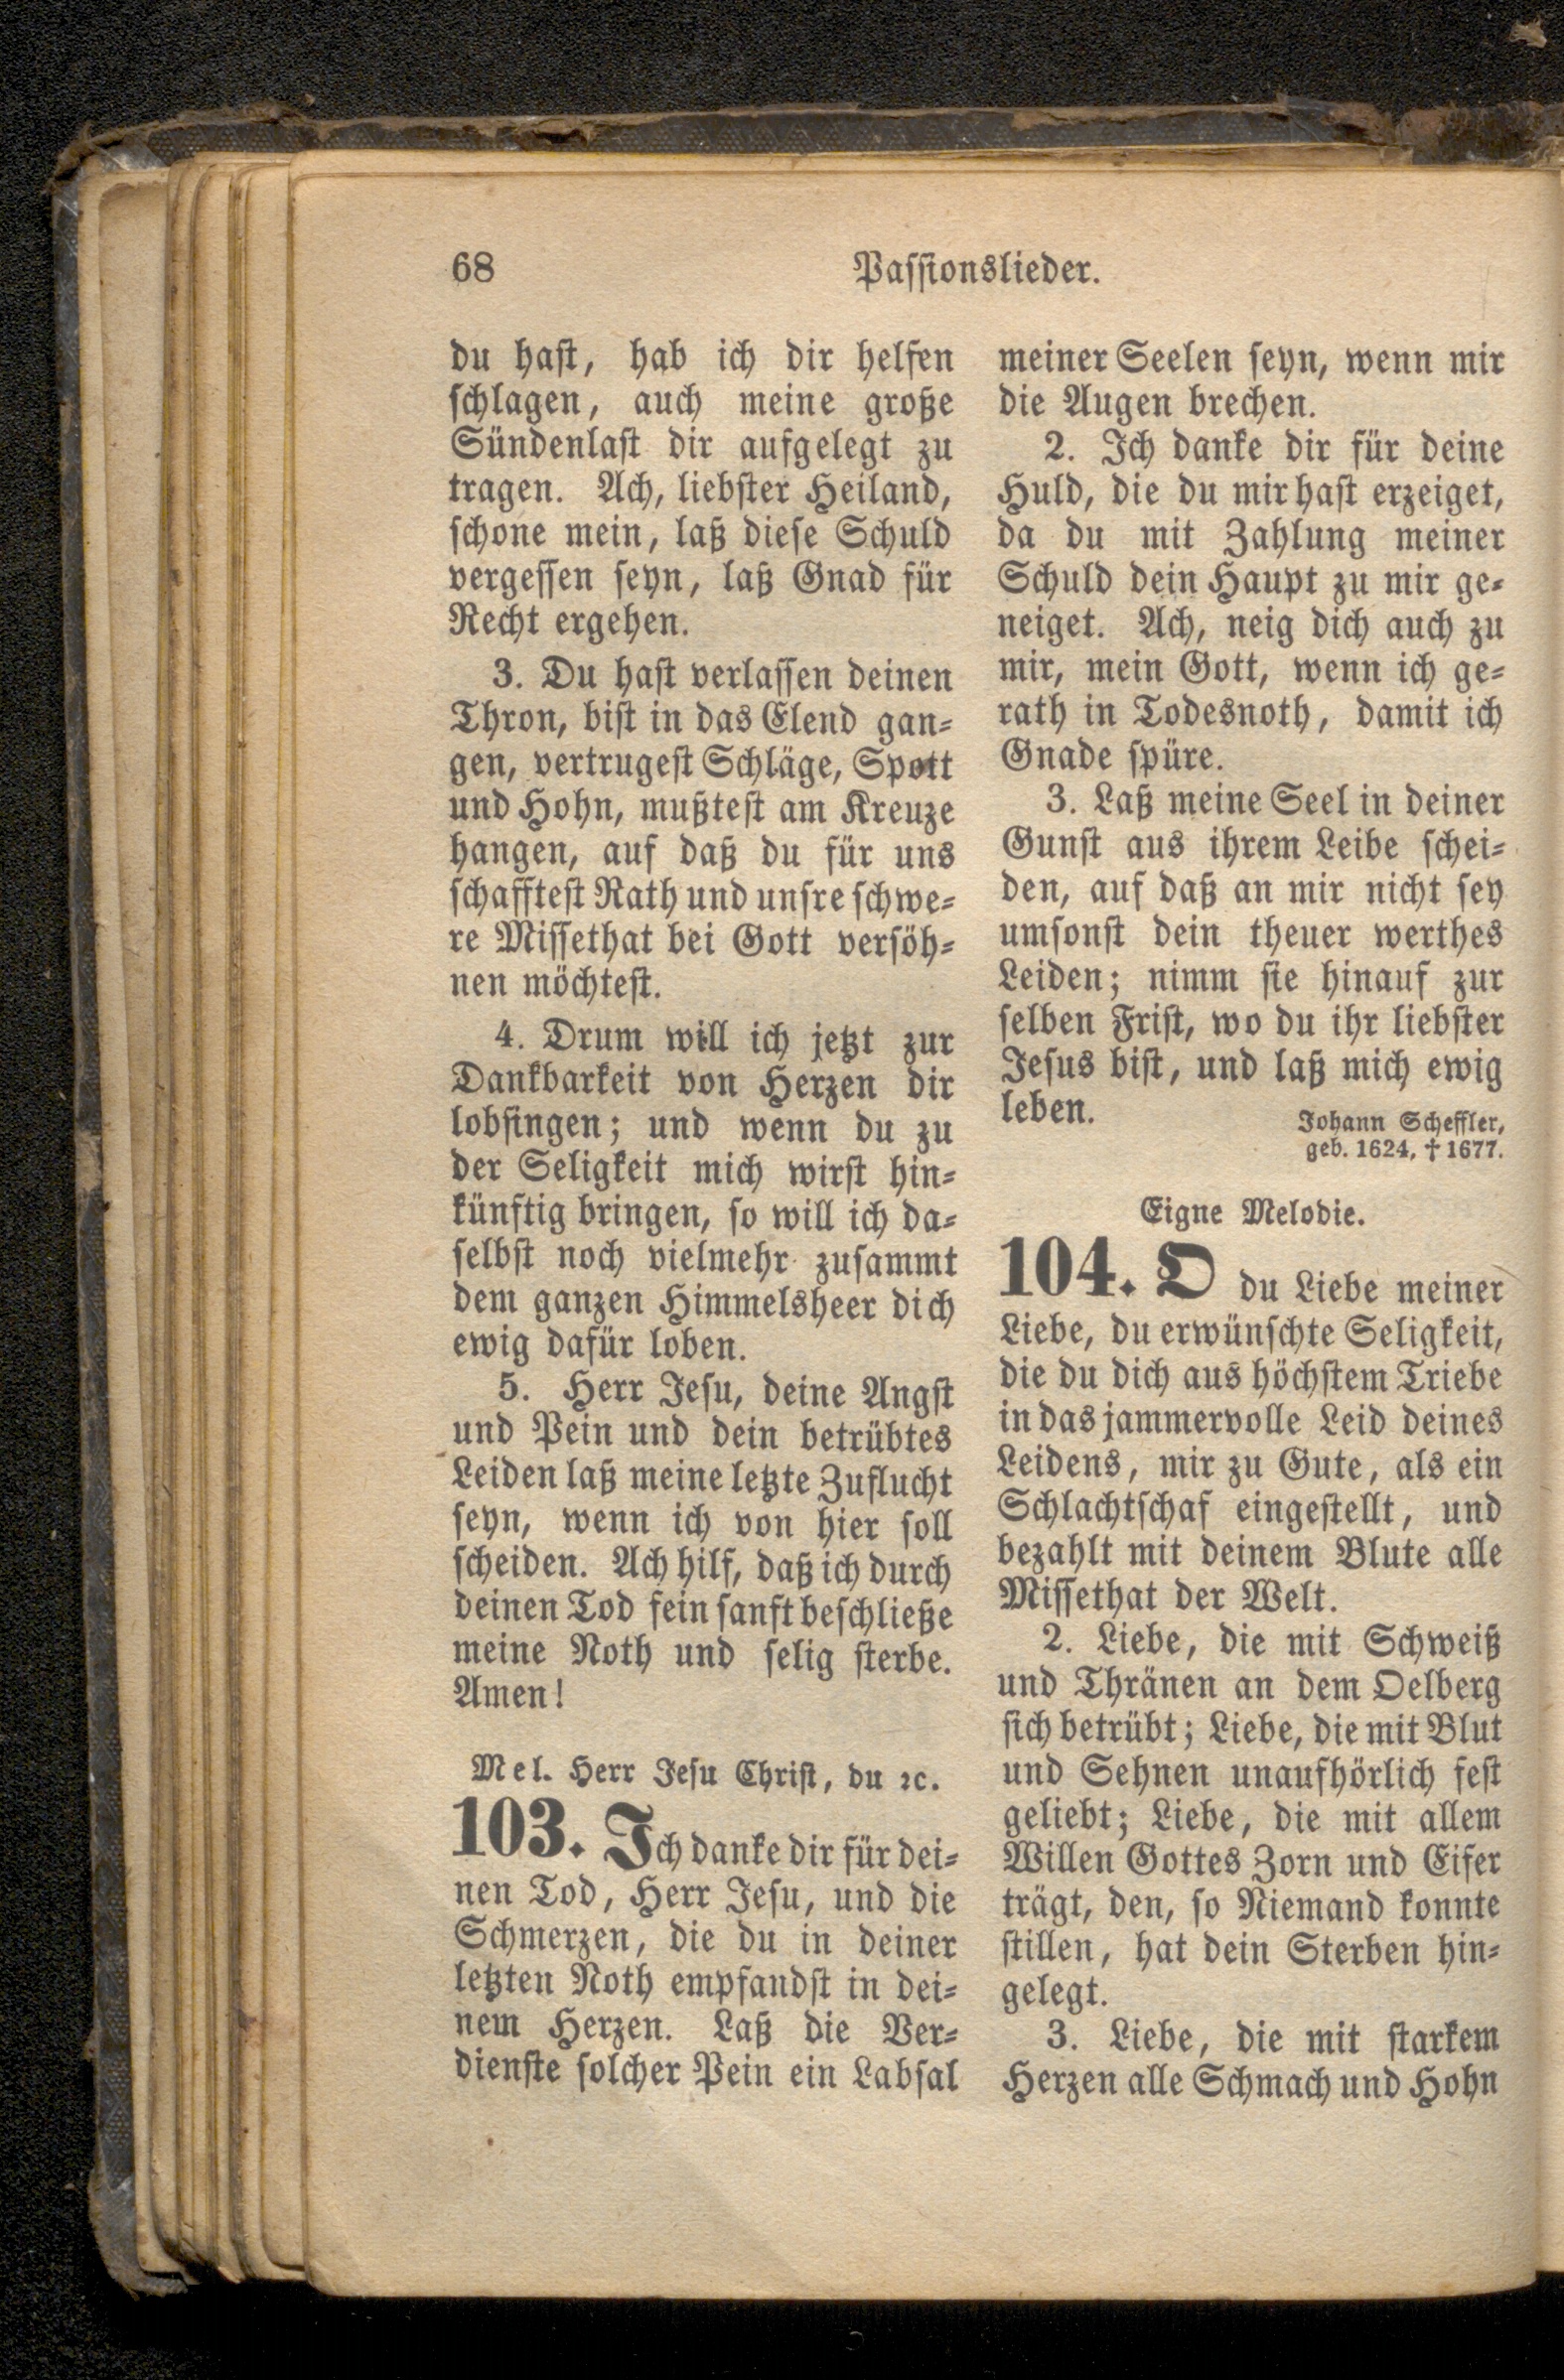 68
Passionslieder.
du hast, hab ich dir helfen
schlagen, auch meine große
Sündenlast dir aufgelegt zu
tragen. Ach, liebster Heiland,
schone mein, laß diese Schuld
vergessen seyn, laß Gnad für
Recht ergehen.
3. Du hast verlassen deinen
Thron, bist in das Elend gan-
gen, vertrugest Schläge, Spott
und Hohn, mußtest am Kreuze
hangen, auf daß du für uns
schafftest Rath und unsre schwe-
re Missethat bei Gott versöh-
nen möchtest.
4. Drum will ich jetzt zur
Dankbarkeit von Herzen dir
lobsingen; und wenn du zu
der Seligkeit mich wirst hin-
künftig bringen, so will ich da-
selbst noch vielmehr zusammt
dem ganzen Himmelsheer dich
ewig dafür loben.
5. Herr Jesu, deine Angst
und Pein und dein betrübtes
Leiden laß meine letzte Zuflucht
seyn, wenn ich von hier soll
scheiden. Ach hilf, daß ich durch
deinen Tod fein sanft beschließe
meine Noth und selig sterbe.
Amen!
Mel. Herr Jesu Christ, du ꝛc.
103. Ich danke dir für dei-
nen Tod, Herr Jesu, und die
Schmerzen, die du in deiner
letzten Noth empfandst in dei-
nem Herzen. Laß die Ver-
dienste solcher Pein ein Labsal
meiner Seelen seyn, wenn mir
die Augen brechen.
2. Ich danke dir für deine
Huld, die du mir hast erzeiget,
da du mit Zahlung meiner
Schuld dein Haupt zu mir ge-
neiget. Ach, neig dich auch zu
mir, mein Gott, wenn ich ge-
rath in Todesnoth, damit ich
Gnade spüre.
3. Laß meine Seel in deiner
Gunst aus ihrem Leibe schei-
den, auf daß an mir nicht sey
umsonst dein theuer werthes
Leiden; nimm sie hinauf zur
selben Frist, wo du ihr liebster
Jesus bist, und laß mich ewig
leben.
Johann Scheffler,
geb. 1624, † 1677.
Eigne Melodie.
104. O du Liebe meiner
Liebe, du erwünschte Seligkeit,
die du dich aus höchstem Triebe
in das jammervolle Leid deines
Leidens, mir zu Gute, als ein
Schlachtschaf eingestellt, und
bezahlt mit deinem Blute alle
Missethat der Welt.
2. Liebe, die mit Schweiß
und Thränen an dem Oelberg
sich betrübt; Liebe, die mit Blut
und Sehnen unaufhörlich fest
geliebt; Liebe, die mit allem
Willen Gottes Zorn und Eifer
trägt, den, so Niemand konnte
stillen, hat dein Sterben hin-
gelegt.
3. Liebe, die mit starkem
Herzen alle Schmach und Hohn